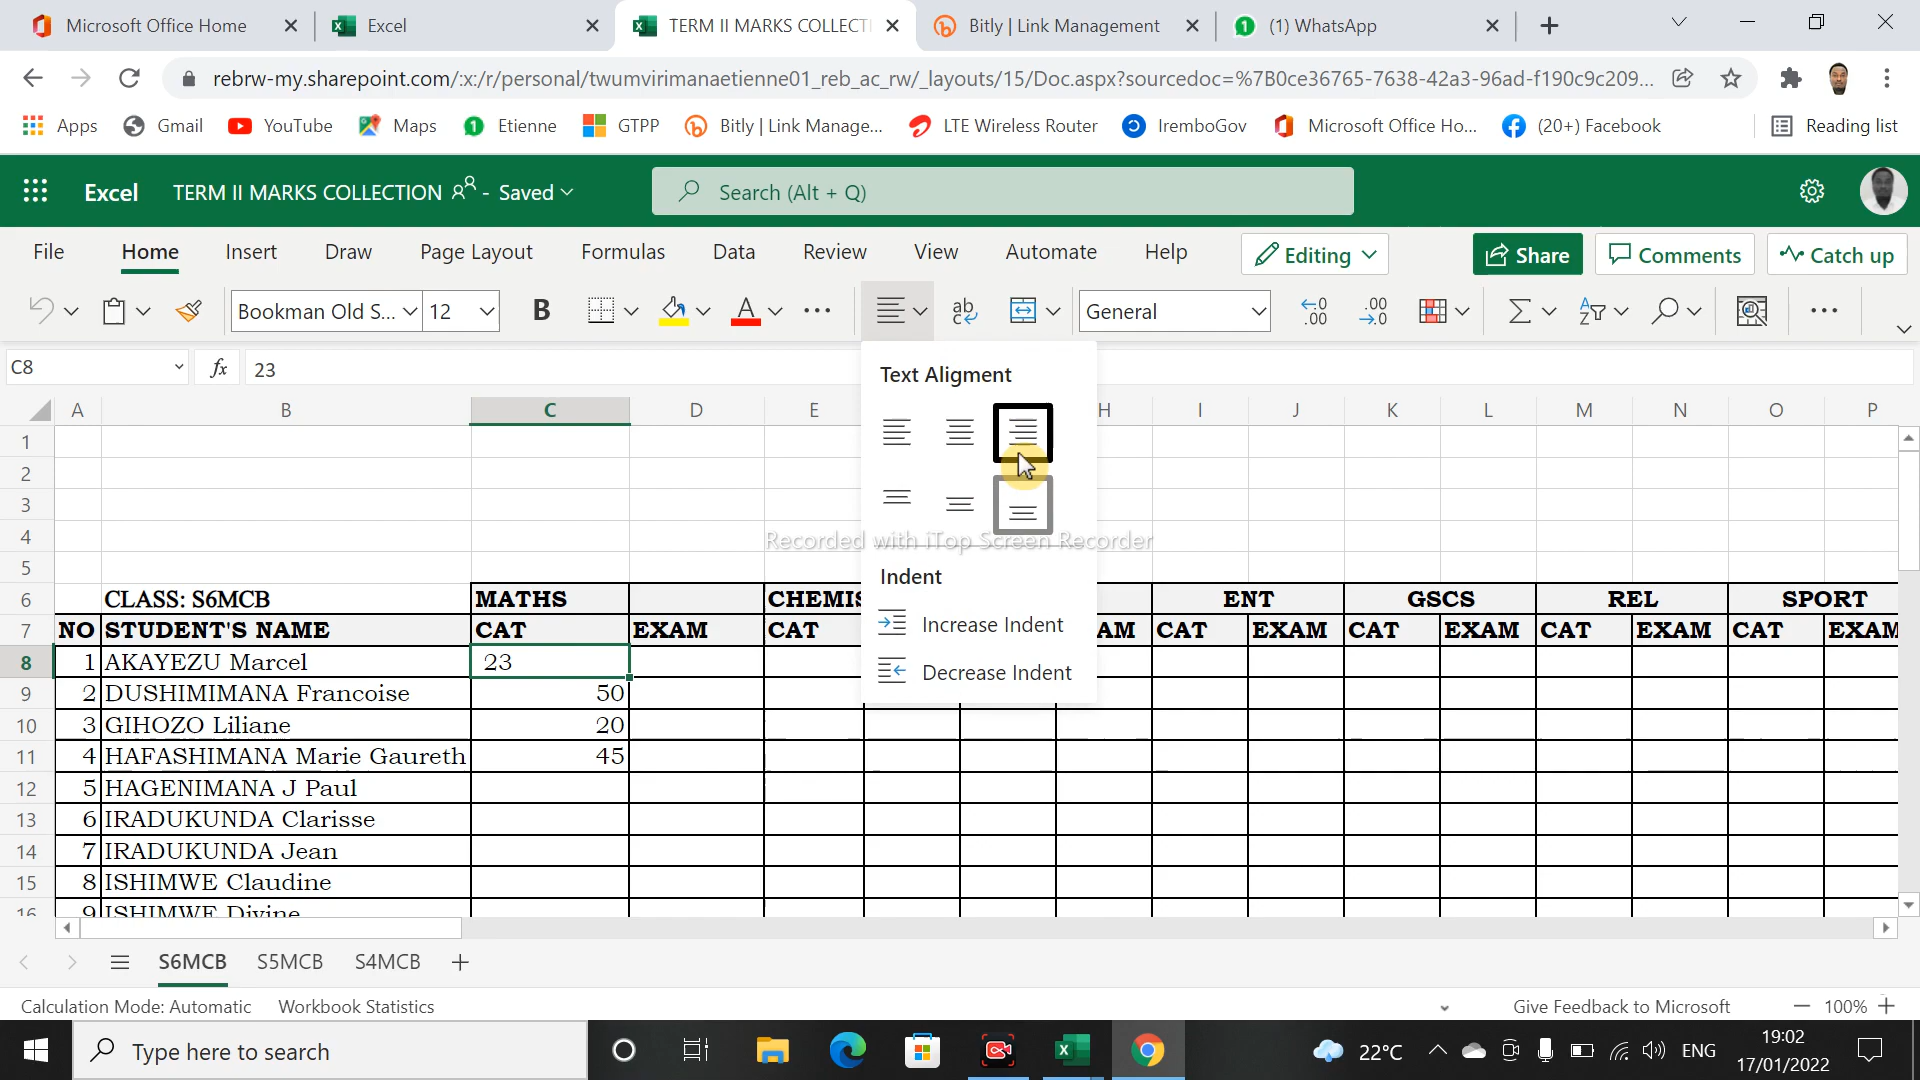 Microsoft Office Home
Excel
TERM II MARKS COLLECTI
Bitly | Link Management
1 (1) WhatsApp
rebrw-my.sharepoint.com/:x:/r/personal/twumvirimanaetienne01_reb_ac_rw/_layouts/15/Doc.aspx?sourcedoc=%7B0ce36765-7638-42a3-96ad-f190c9c209...
Apps Gmail YouTube Maps 1 Etienne GTPP Bitly | Link Manage... LTE Wireless Router IremboGov Microsoft Office Ho... (20+) Facebook Reading list
Excel TERM II MARKS COLLECTION - Saved Search (Alt + Q)
File Home Insert Draw Page Layout Formulas Data Review View Automate Help Editing Share Comments Catch up
Bookman Old S... 12 B A ab General
C8 fx 23
Text Aligment
A B C D E H I J K L M N O P
1
2
3
4
Recorded with iTop Screen Recorder
5
Indent
Increase Indent
Decrease Indent
6 CLASS: S6MCB MATHS CHEMIS ENT GSCS REL SPORT
7 NO STUDENT'S NAME CAT EXAM CAT AM CAT EXAM CAT EXAM CAT EXAM CAT EXAM
8 1 AKAYEZU Marcel 23
9 2 DUSHIMIMANA Francoise 50
10 3 GIHOZO Liliane 20
11 4 HAFASHIMANA Marie Gaureth 45
12 5 HAGENIMANA J Paul
13 6 IRADUKUNDA Clarisse
14 7 IRADUKUNDA Jean
15 8 ISHIMWE Claudine
16 9 ISHIMWE Divine
S6MCB S5MCB S4MCB
Calculation Mode: Automatic Workbook Statistics Give Feedback to Microsoft 100%
Type here to search 22°C ENG 19:02
17/01/2022